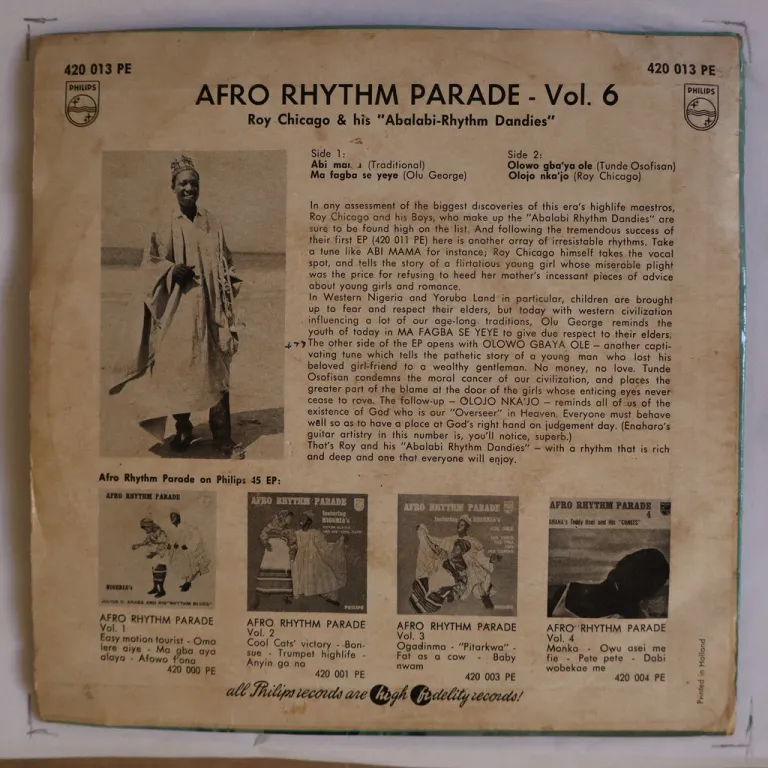 420 013 PE
420 013 PE
PHILIPS
PHILIPS
AFRO RHYTHM PARADE - Vol. 6
Roy Chicago & his "Abalabi-Rhythm Dandies"
Side 1:
Abi (Traditional)
Ma fagba se yeye (Olu George)
Side 2:
Olowo gba'ya ole (Tunde Osofisan)
Olojo nka'jo (Roy Chicago)
In any assessment of the biggest discoveries of this era's highlife maestros,
Roy Chicago and his Boys, who make up the "Abalabi Rhythm Dandies" are
sure to be found high on the list. And following the tremendous success of
their first EP (420 011 PE) here is another array of irresistable rhythms. Take
a tune like ABI MAMA for instance; Roy Chicago himself takes the vocal
spot, and tells the story of a flirtatious young girl whose miserable plight
was the price for refusing to heed her mother's incessant pieces of advice
about young girls and romance.
In Western Nigeria and Yoruba Land in particular, children are brought
up to fear and respect their elders, but today with western civilization
influencing a lot of our age-long traditions, Olu George reminds the
youth of today in MA FAGBA SE YEYE to give due respect to their elders.
The other side of the EP opens with OLOWO GBAYA OLE – another capti-
vating tune which tells the pathetic story of a young man who lost his
beloved girl-friend to a wealthy gentleman. No money, no love. Tunde
Osofisan condemns the moral cancer of our civilization, and places the
greater part of the blame at the door of the girls whose enticing eyes never
cease to rove. The follow-up – OLOJO NKA'JO – reminds all of us of the
existence of God who is our "Overseer" in Heaven. Everyone must behave
well so as to have a place at God's right hand on judgement day. (Enaharo's
guitar artistry in this number is, you'll notice, superb.)
That's Roy and his "Abalabi Rhythm Dandies" – with a rhythm that is rich
and deep and one that everyone will enjoy.
Afro Rhythm Parade on Philips 45 EP:
AFRO RHYTHM PARADE
NIGERIA's
AFRO RHYTHM PARADE
featuring
NIGERIA's
PHILIPS
AFRO RHYTHM PARADE
featuring NIGERIA's
PHILIPS
AFRO RHYTHM PARADE
4
AFRO RHYTHM PARADE
Vol. 1
Easy motion tourist - Omo
lere aiye - Ma gba aya
alaya - Afowo f'ona
420 000 PE
AFRO RHYTHM PARADE
Vol. 2
Cool Cats' victory - Bon-
sue - Trumpet highlife -
Anyin ga na
420 001 PE
AFRO RHYTHM PARADE
Vol. 3
Ogadinma - "Pitarkwa" -
Fat as a cow - Baby
nwam
420 003 PE
AFRO RHYTHM PARADE
Vol. 4
Monka - Owu asei me
fie - Pete pete - Dabi
wobekae me
420 004 PE
all Philips records are high fidelity records!
Printed in Holland